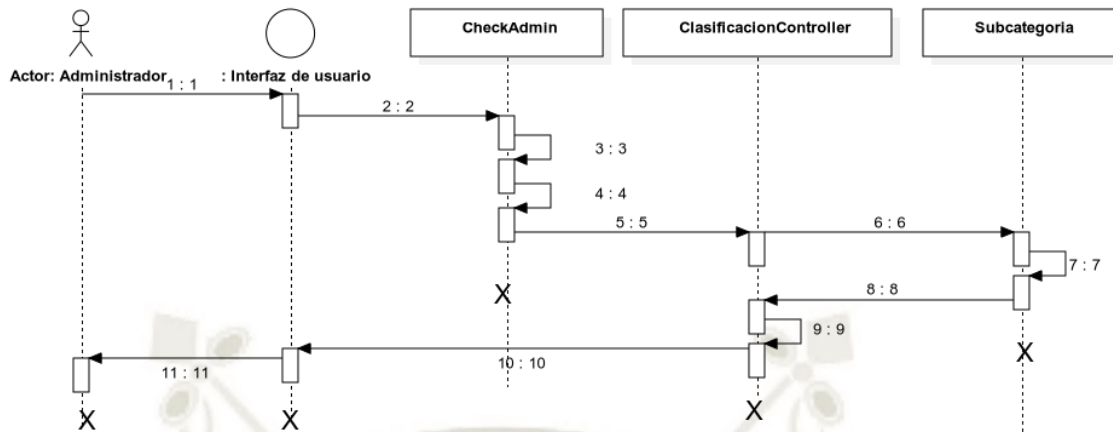 CheckAdmin
ClasificacionController
Subcategoria
Actor: Administrador
: Interfaz de usuario
1 : 1
2 : 2
3 : 3
4 : 4
5 : 5
6 : 6
7 : 7
8 : 8
9 : 9
10 : 10
11 : 11